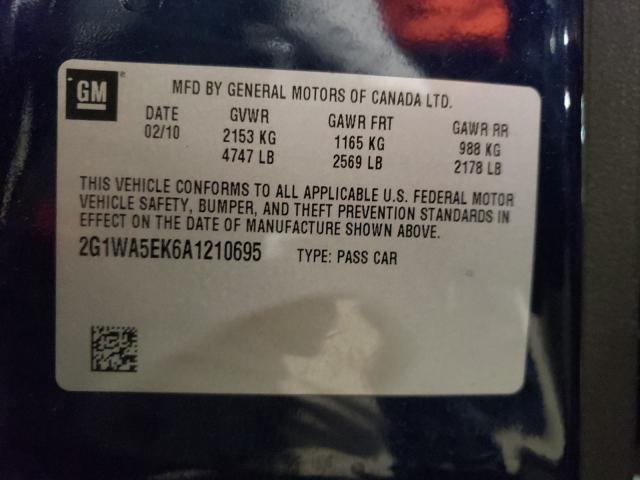 GM
MFD BY GENERAL MOTORS OF CANADA LTD.
DATE GVWR GAWR FRT GAWR RR
02/10 2153 KG 1165 KG 988 KG
4747 LB 2569 LB 2178 LB
THIS VEHICLE CONFORMS TO ALL APPLICABLE U.S. FEDERAL MOTOR
VEHICLE SAFETY, BUMPER, AND THEFT PREVENTION STANDARDS IN
EFFECT ON THE DATE OF MANUFACTURE SHOWN ABOVE.
2G1WA5EK6A1210695 TYPE: PASS CAR